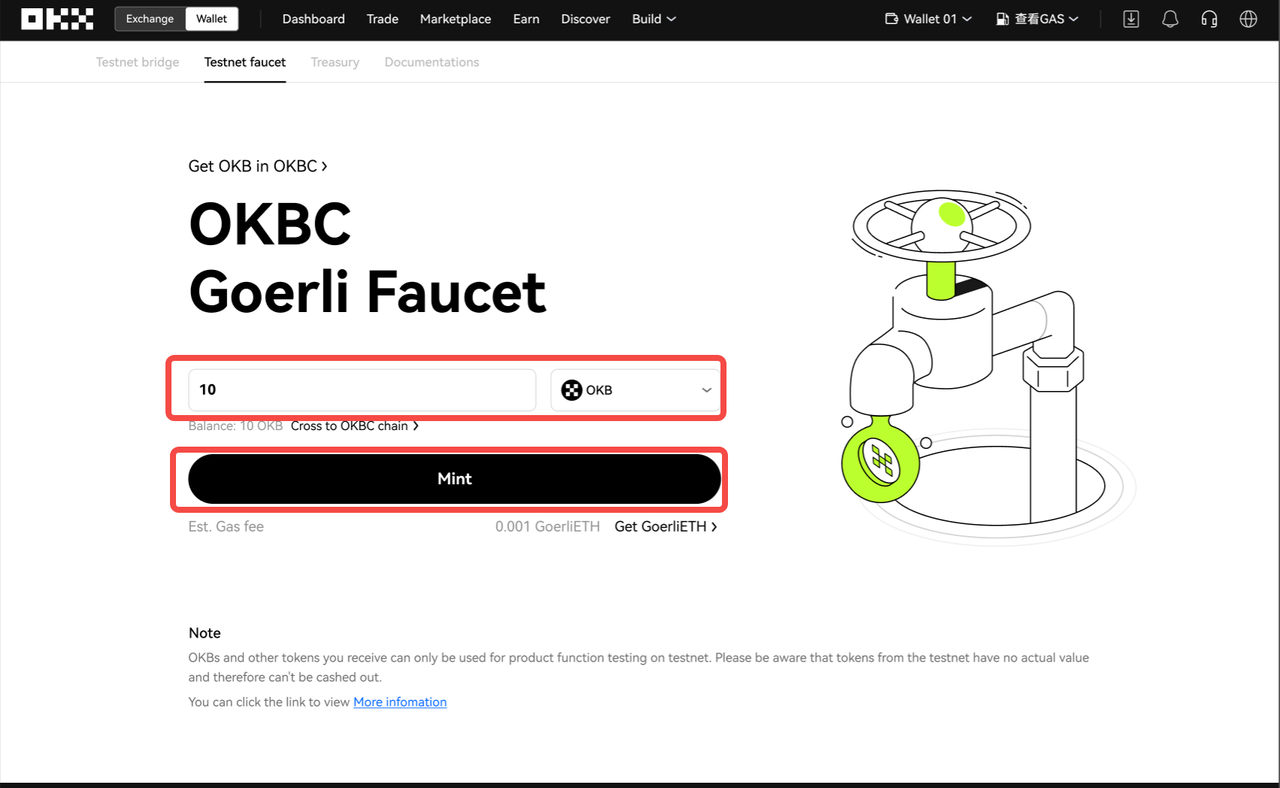 OKX
Exchange Wallet Dashboard Trade Marketplace Earn Discover Build Wallet 01 查看GAS
Testnet bridge Testnet faucet Treasury Documentations
Get OKB in OKBC >
OKBC
Goerli Faucet
10 OKB
Balance: 10 OKB Cross to OKBC chain >
Mint
Est. Gas fee 0.001 GoerliETH Get GoerliETH >
Note
OKBs and other tokens you receive can only be used for product function testing on testnet. Please be aware that tokens from the testnet have no actual value
and therefore can't be cashed out.
You can click the link to view More infomation